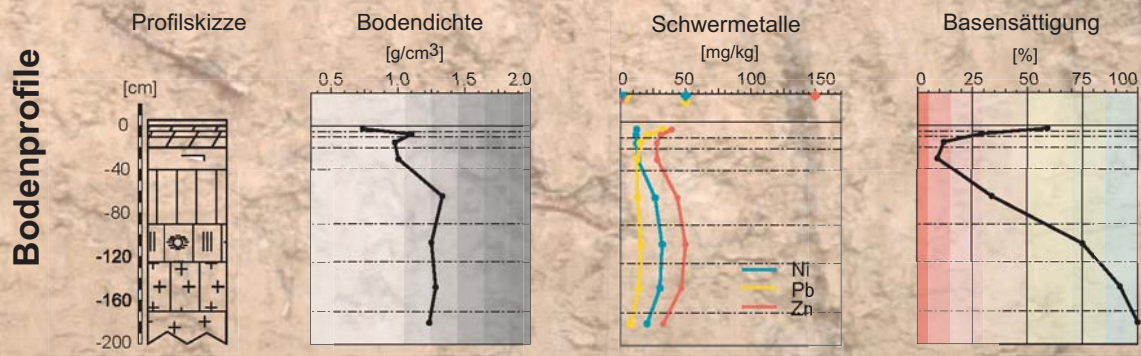 Bodenprofile
Profilskizze
[cm]
0
-40
-80
-120
-160
-200
Bodendichte
[g/cm³]
0.5 1.0 1.5 2.0
Schwermetalle
[mg/kg]
0 50 100 150
Ni
Pb
Zn
Basensättigung
[%]
0 25 50 75 100